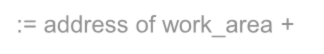 := address of work_area +